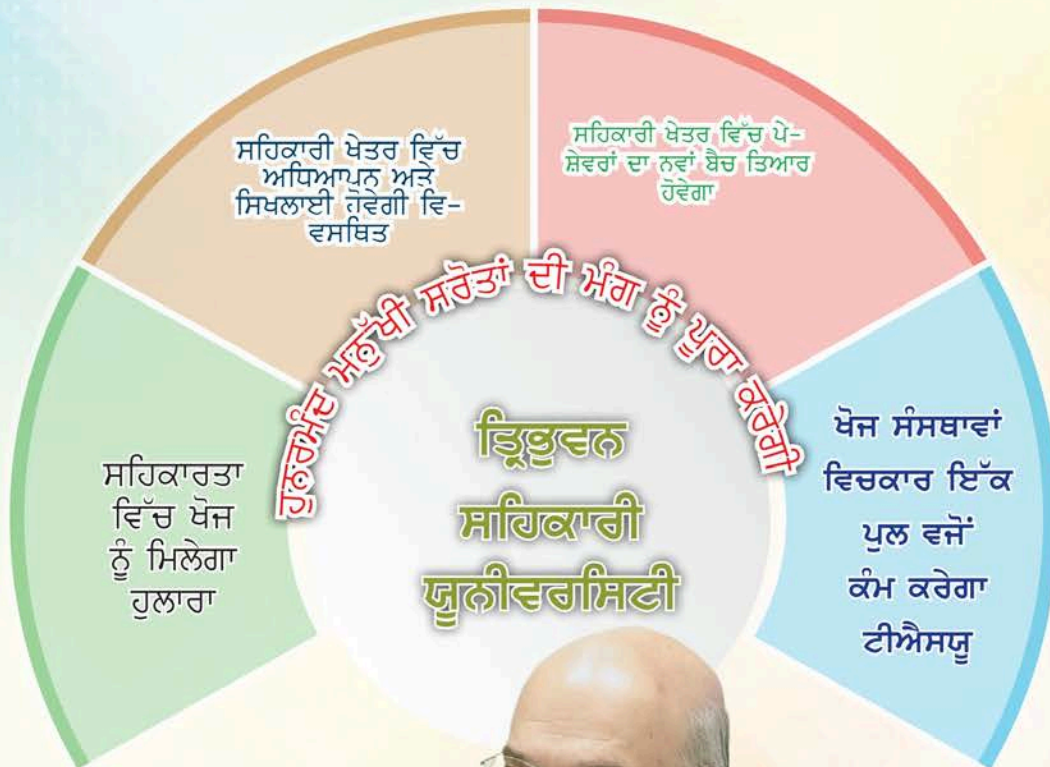 ਸਹਿਕਾਰੀ ਖੇਤਰ ਵਿੱਚ
ਅਧਿਆਪਨ ਅਤੇ
ਸਿਖਲਾਈ ਹੋਵੇਗੀ ਵਿ-
ਵਸਥਿਤ
ਸਹਿਕਾਰੀ ਖੇਤਰ ਵਿੱਚ ਪੇ-
ਸ਼ੇਵਰਾਂ ਦਾ ਨਵਾਂ ਬੈਚ ਤਿਆਰ
ਹੋਵੇਗਾ
ਹੁਨਰਮੰਦ ਮਨੁੱਖੀ ਸਰੋਤਾਂ ਦੀ ਮੰਗ ਨੂੰ ਪੂਰਾ ਕਰੇਗੀ
ਸਹਿਕਾਰਤਾ
ਵਿੱਚ ਖੋਜ
ਨੂੰ ਮਿਲੇਗਾ
ਹੁਲਾਰਾ
ਤ੍ਰਿਭੁਵਨ
ਸਹਿਕਾਰੀ
ਯੂਨੀਵਰਸਿਟੀ
ਖੋਜ ਸੰਸਥਾਵਾਂ
ਵਿਚਕਾਰ ਇੱਕ
ਪੁਲ ਵਜੋਂ
ਕੰਮ ਕਰੇਗਾ
ਟੀਐਸਯੂ